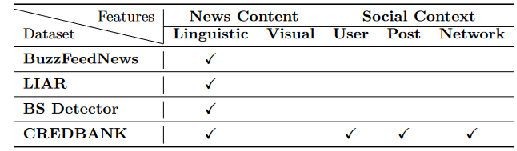 Features News Content Social Context
Dataset Linguistic Visual User Post Network
BuzzFeedNews ✓
LIAR ✓
BS Detector ✓
CREDBANK ✓ ✓ ✓ ✓